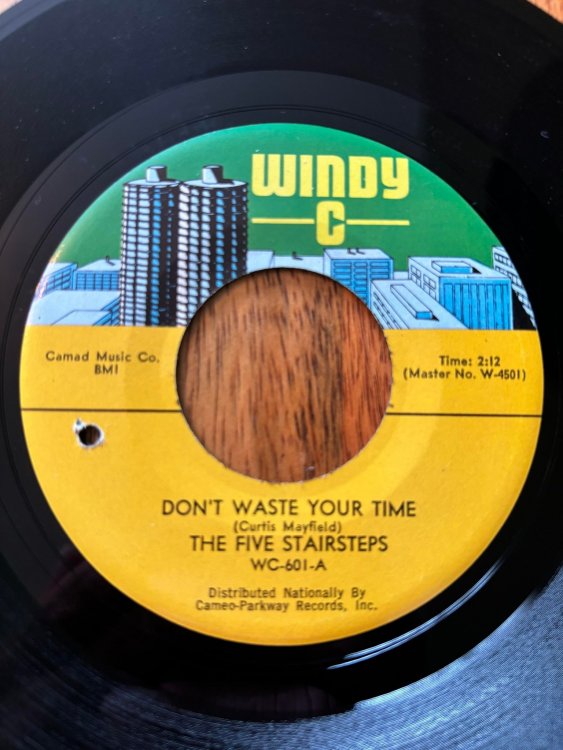 WINDY
C
Camad Music Co.
BMI
Time: 2:12
(Master No. W-4501)
DON'T WASTE YOUR TIME
(Curtis Mayfield)
THE FIVE STAIRSTEPS
WC-601-A
Distributed Nationally By
Cameo-Parkway Records, Inc.